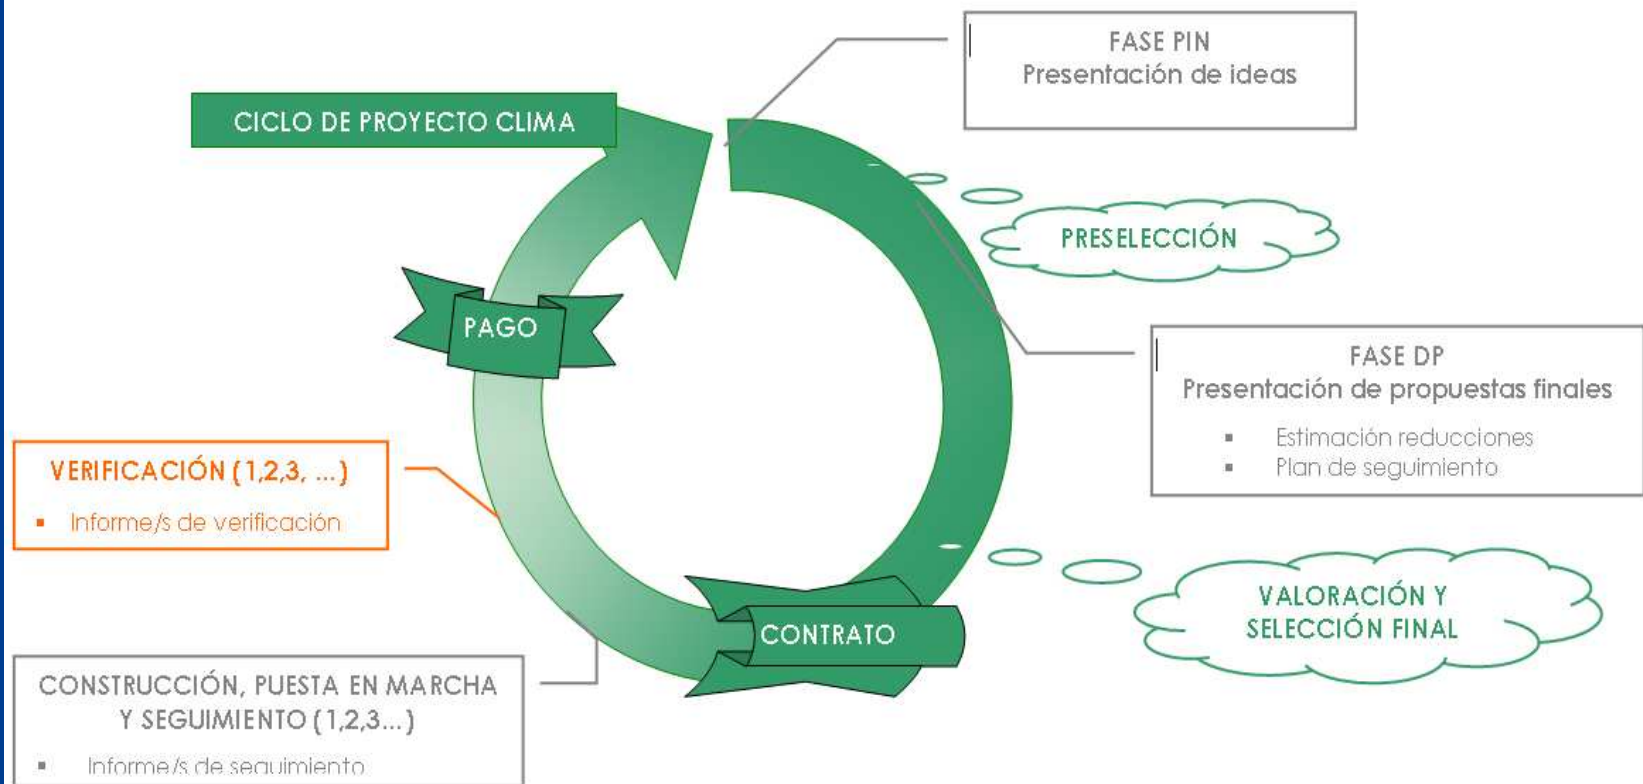 CICLO DE PROYECTO CLIMA
FASE PIN
Presentación de ideas
PRESELECCIÓN
FASE DP
Presentación de propuestas finales
▪ Estimación reducciones
▪ Plan de seguimiento
VALORACIÓN Y
SELECCIÓN FINAL
CONTRATO
CONSTRUCCIÓN, PUESTA EN MARCHA
Y SEGUIMIENTO (1,2,3...)
▪ Informe/s de seguimiento
VERIFICACIÓN (1,2,3, ...)
▪ Informe/s de verificación
PAGO